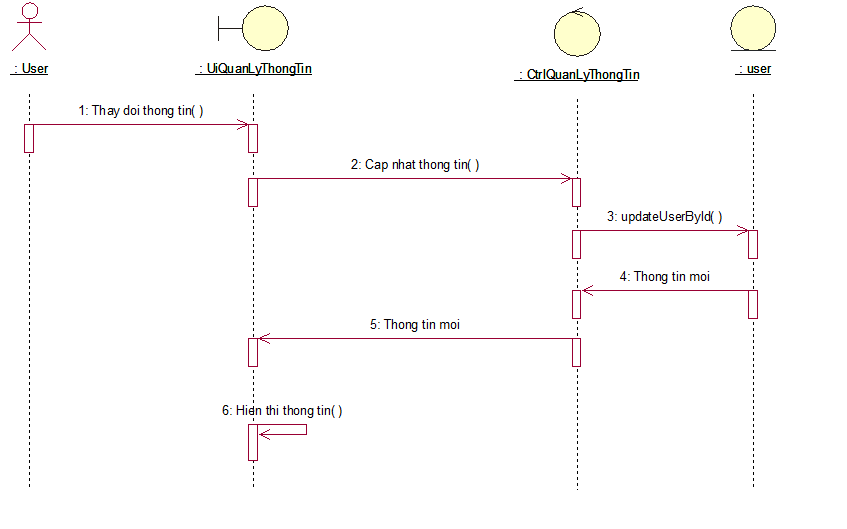 : User
: UiQuanLyThongTin
: CtrlQuanLyThongTin
: user
1: Thay doi thong tin( )
2: Cap nhat thong tin( )
3: updateUserById( )
4: Thong tin moi
5: Thong tin moi
6: Hien thi thong tin( )